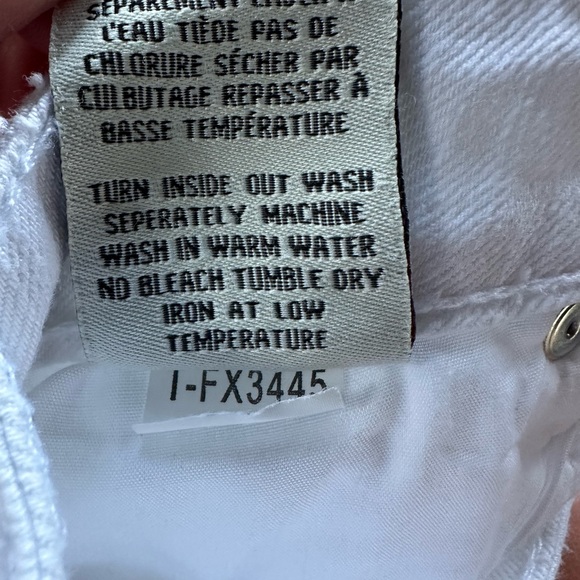 SÉPAREMENT
L'EAU TIÈDE PAS DE
CHLORURE SÉCHER PAR
CULBUTAGE REPASSER À
BASSE TEMPÉRATURE
TURN INSIDE OUT WASH
SEPERATELY MACHINE
WASH IN WARM WATER
NO BLEACH TUMBLE DRY
IRON AT LOW
TEMPERATURE
I-FX3445